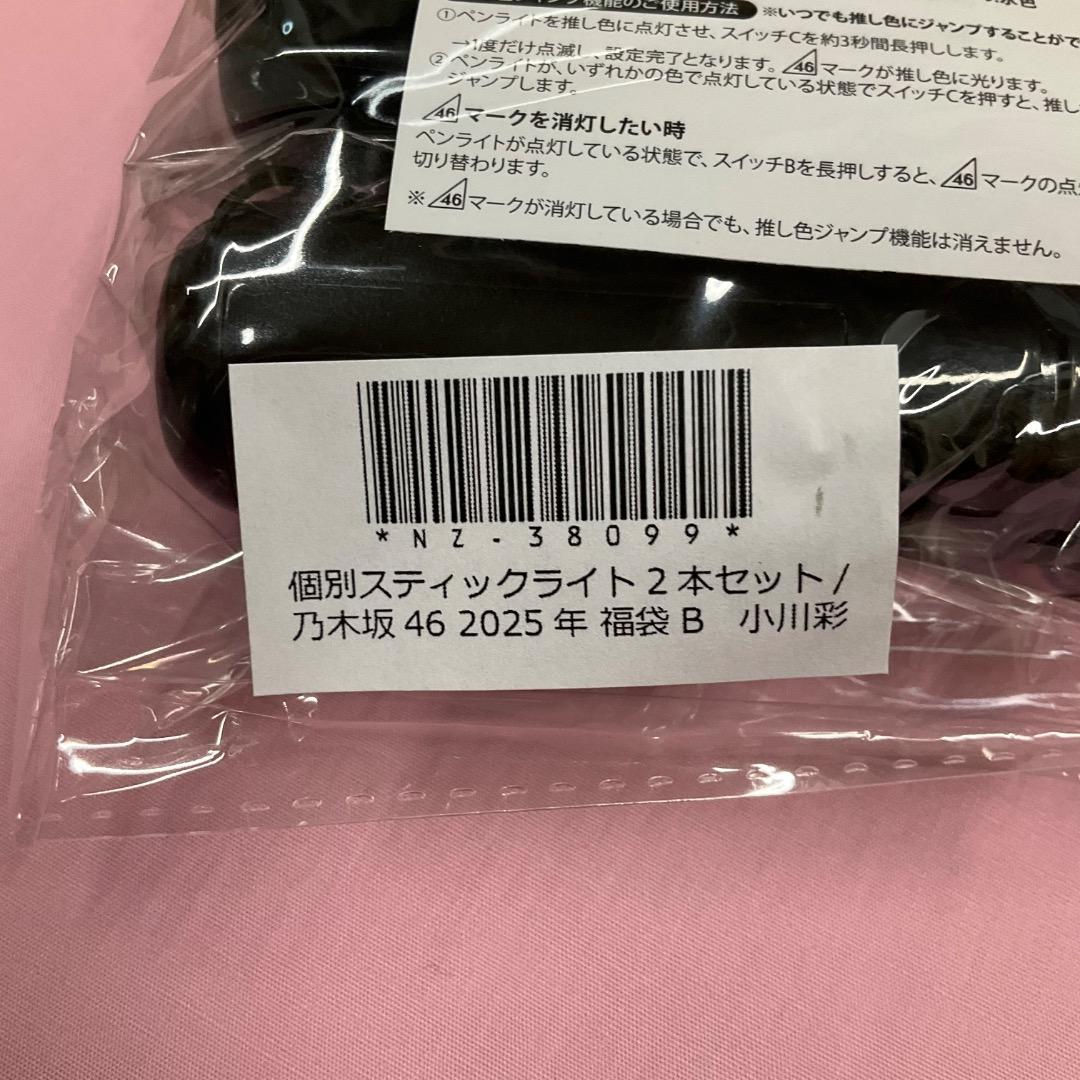 機能のご使用方法 ※いつでも推し色にジャンプすることがで
①ペンライトを推し色に点灯させ、スイッチCを約3秒間長押しします。
→1度だけ点滅し、設定完了となります。46マークが推し色に光ります。
②ペンライトが、いずれかの色で点灯している状態でスイッチCを押すと、推し
ジャンプします。
46マークを消灯したい時
ペンライトが点灯している状態で、スイッチBを長押しすると、46マークの点
切り替わります。
※46マークが消灯している場合でも、推し色ジャンプ機能は消えません。
*NZ-38099*
個別スティックライト2本セット/
乃木坂46 2025年 福袋B 小川彩